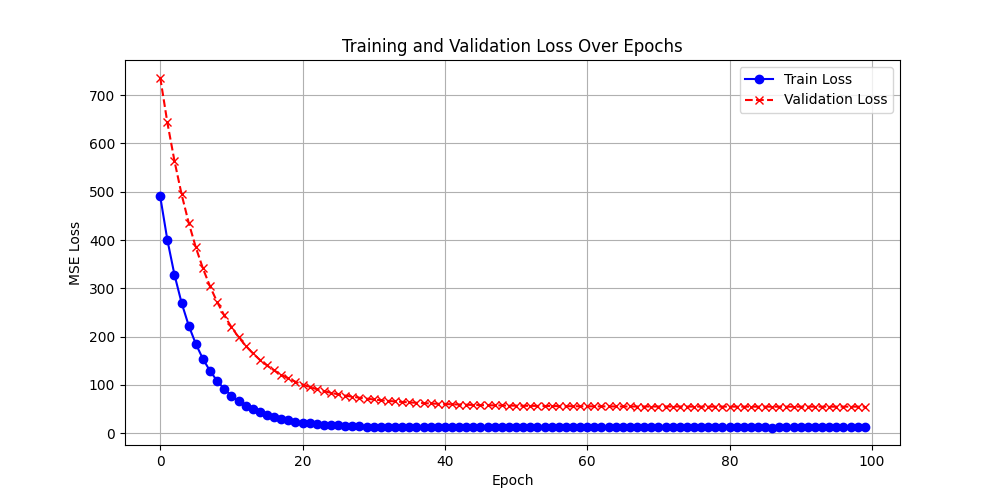 Training and Validation Loss Over Epochs
Train Loss
Validation Loss
MSE Loss
700
600
500
400
300
200
100
0
0 20 40 60 80 100
Epoch